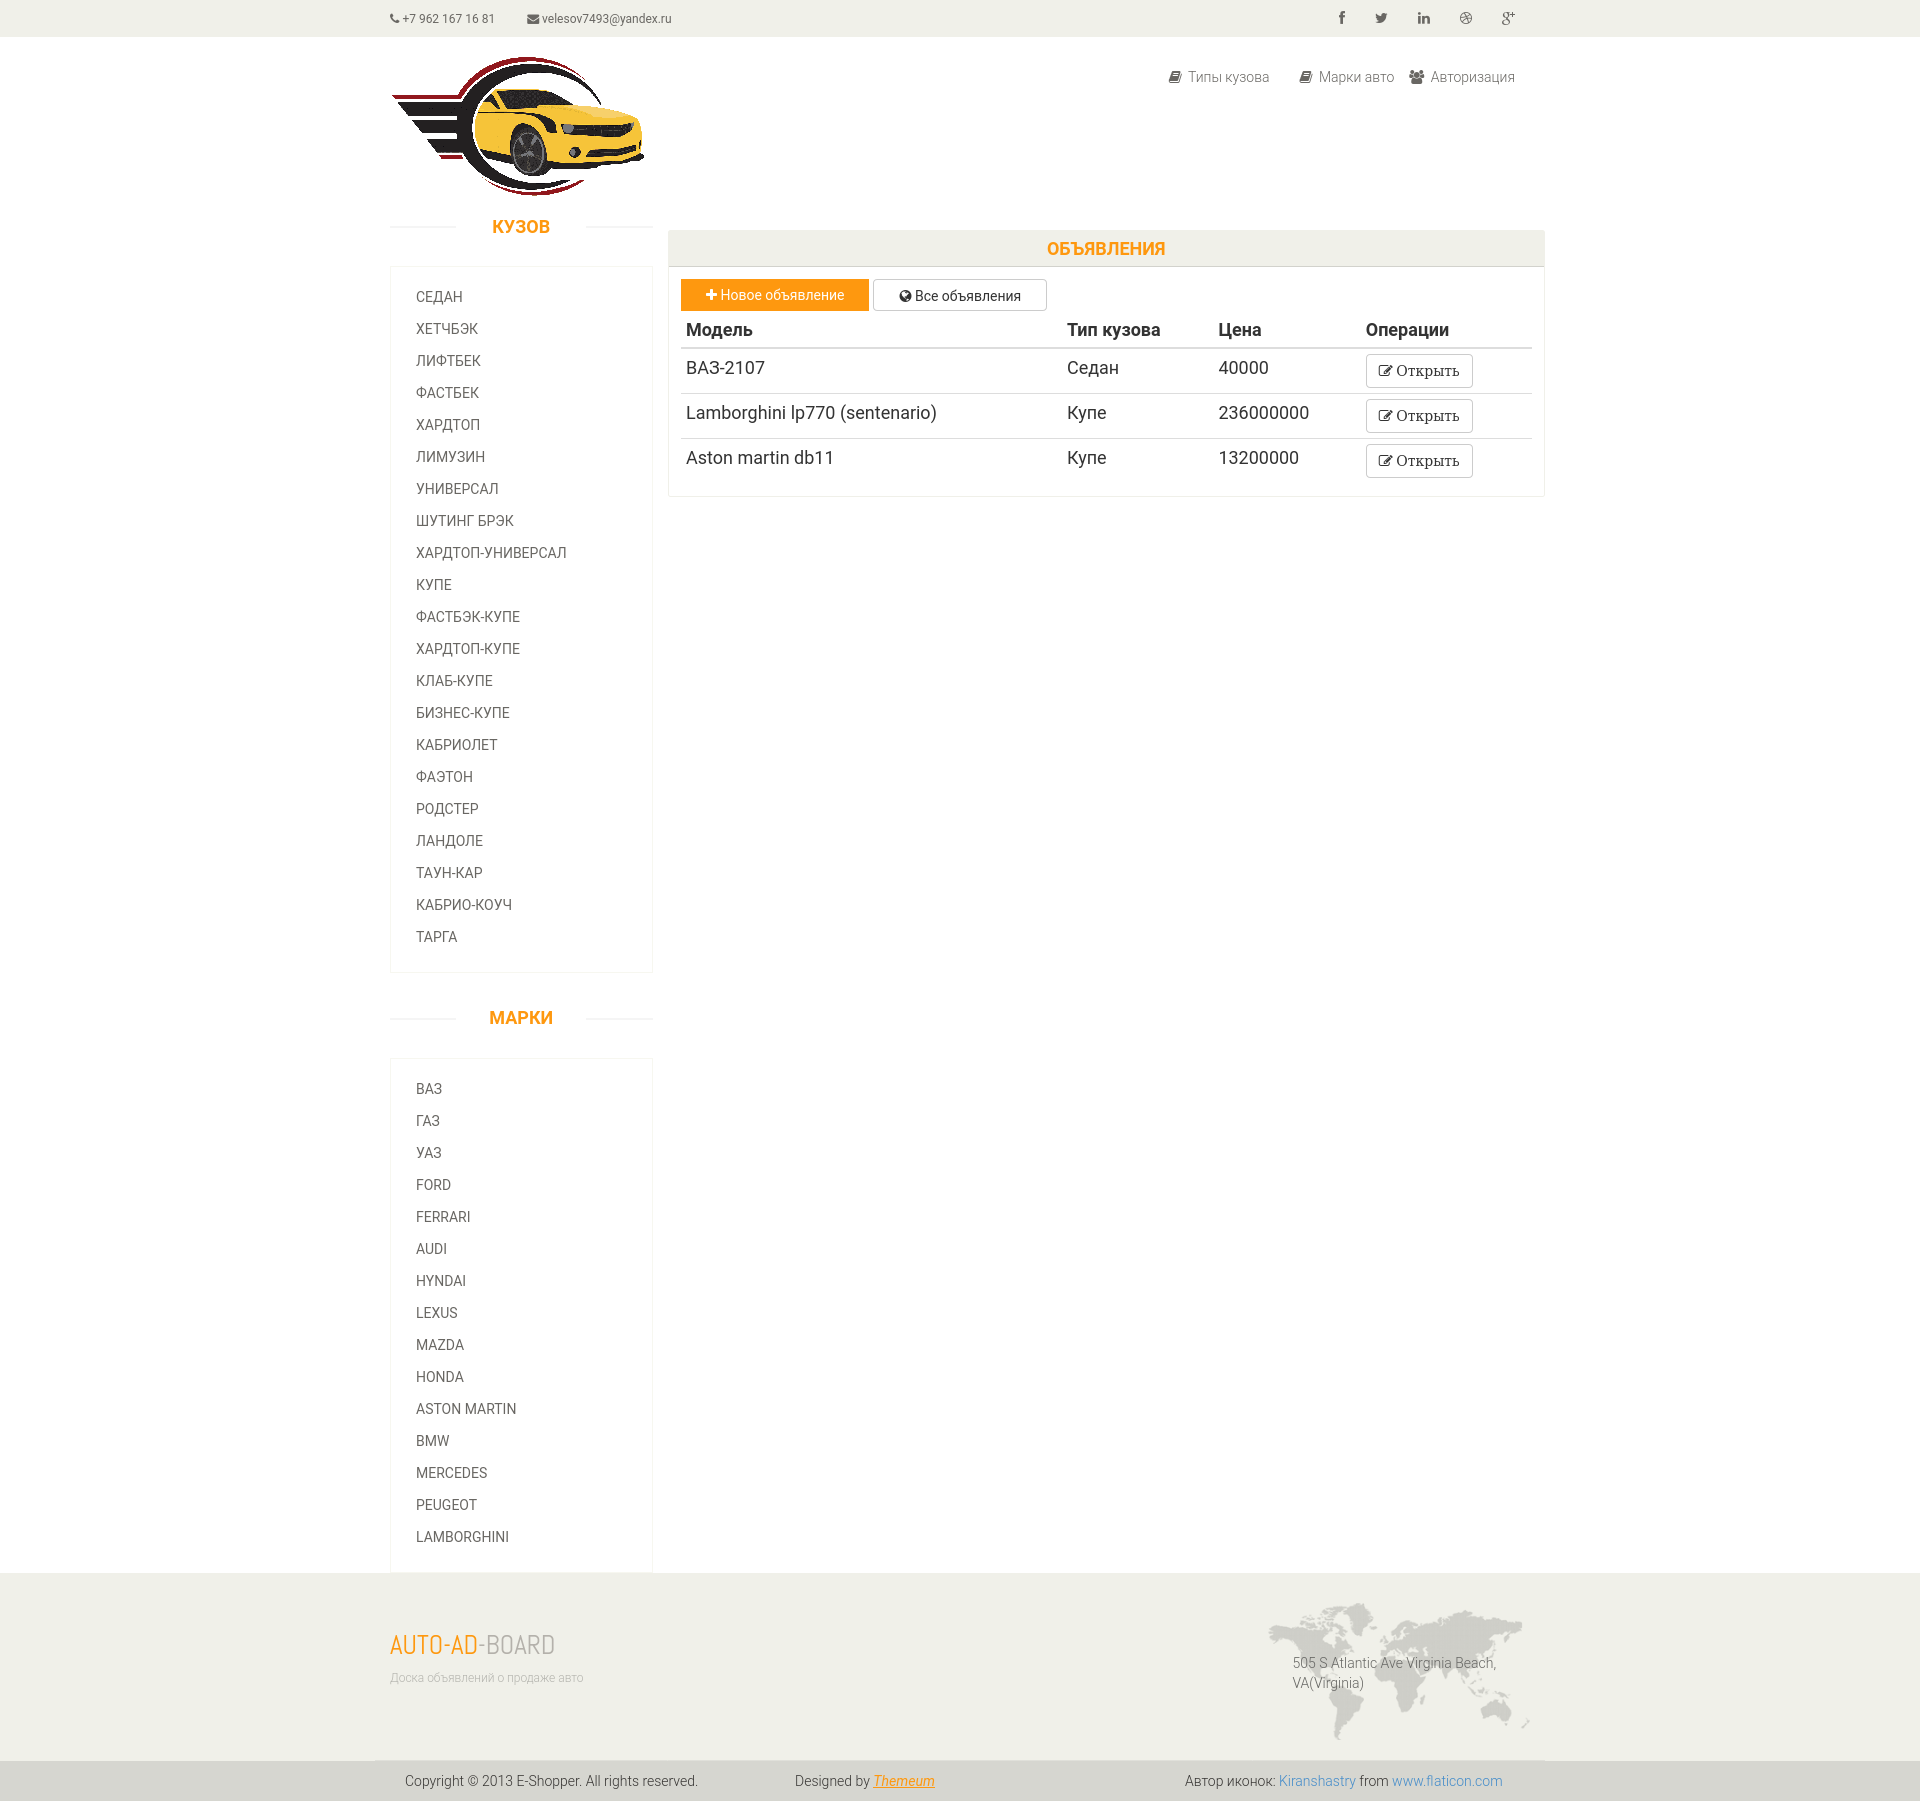 +7 962 167 16 81 velesov7493@yandex.ru
Типы кузова Марки авто Авторизация
КУЗОВ
СЕДАН
ХЕТЧБЭК
ЛИФТБЕК
ФАСТБЕК
ХАРДТОП
ЛИМУЗИН
УНИВЕРСАЛ
ШУТИНГ БРЭК
ХАРДТОП-УНИВЕРСАЛ
КУПЕ
ФАСТБЭК-КУПЕ
ХАРДТОП-КУПЕ
КЛАБ-КУПЕ
БИЗНЕС-КУПЕ
КАБРИОЛЕТ
ФАЭТОН
РОДСТЕР
ЛАНДОЛЕ
ТАУН-КАР
КАБРИО-КОУЧ
ТАРГА
МАРКИ
ВАЗ
ГАЗ
УАЗ
FORD
FERRARI
AUDI
HYNDAI
LEXUS
MAZDA
HONDA
ASTON MARTIN
BMW
MERCEDES
PEUGEOT
LAMBORGHINI
ОБЪЯВЛЕНИЯ
Новое объявление Все объявления
Модель Тип кузова Цена Операции
ВАЗ-2107 Седан 40000 Открыть
Lamborghini lp770 (sentenario) Купе 236000000 Открыть
Aston martin db11 Купе 13200000 Открыть
AUTO-AD-BOARD
Доска объявлений о продаже авто
505 S Atlantic Ave Virginia Beach,
VA(Virginia)
Copyright © 2013 E-Shopper. All rights reserved. Designed by Themeum Автор иконок: Kiranshastry from www.flaticon.com